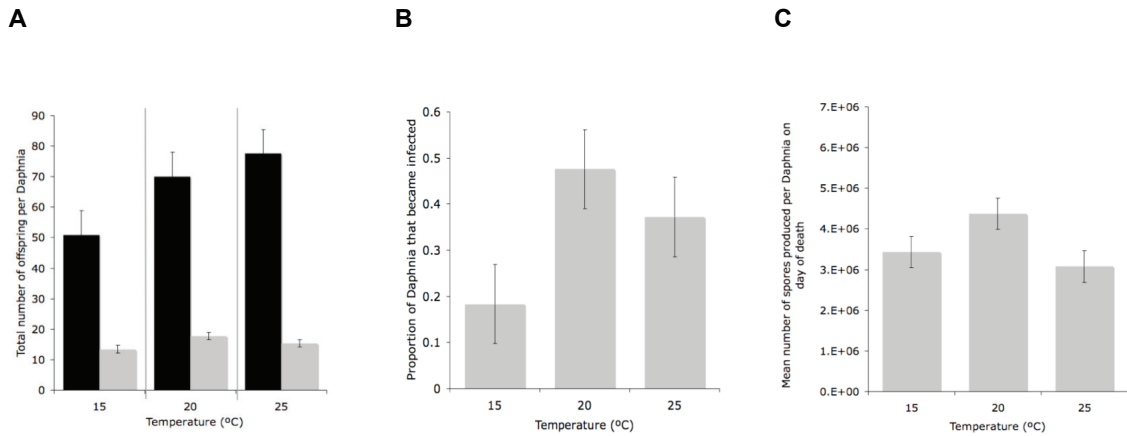 A
B
C
Total number of offspring per Daphnia
90
80
70
60
50
40
30
20
10
0
15
20
25
Temperature (ºC)
Proportion of Daphnia that became infected
0.6
0.5
0.4
0.3
0.2
0.1
0
15
20
25
Temperature (ºC)
Mean number of spores produced per Daphnia on
day of death
7.E+06
6.E+06
5.E+06
4.E+06
3.E+06
2.E+06
1.E+06
0.E+00
15
20
25
Temperature (ºC)